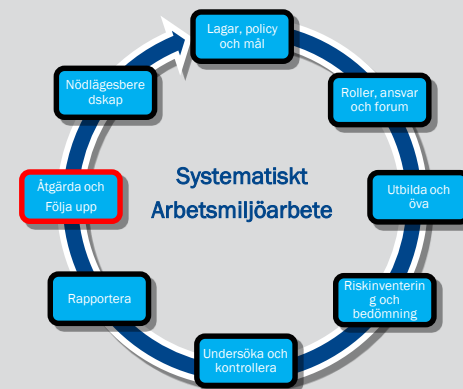 Lagar, policy
och mål
Roller, ansvar
och forum
Utbilda och
öva
Riskinventerin
g och
bedömning
Undersöka och
kontrollera
Rapportera
Åtgärda och
Följa upp
Nödlägesbere
dskap
Systematiskt
Arbetsmiljöarbete